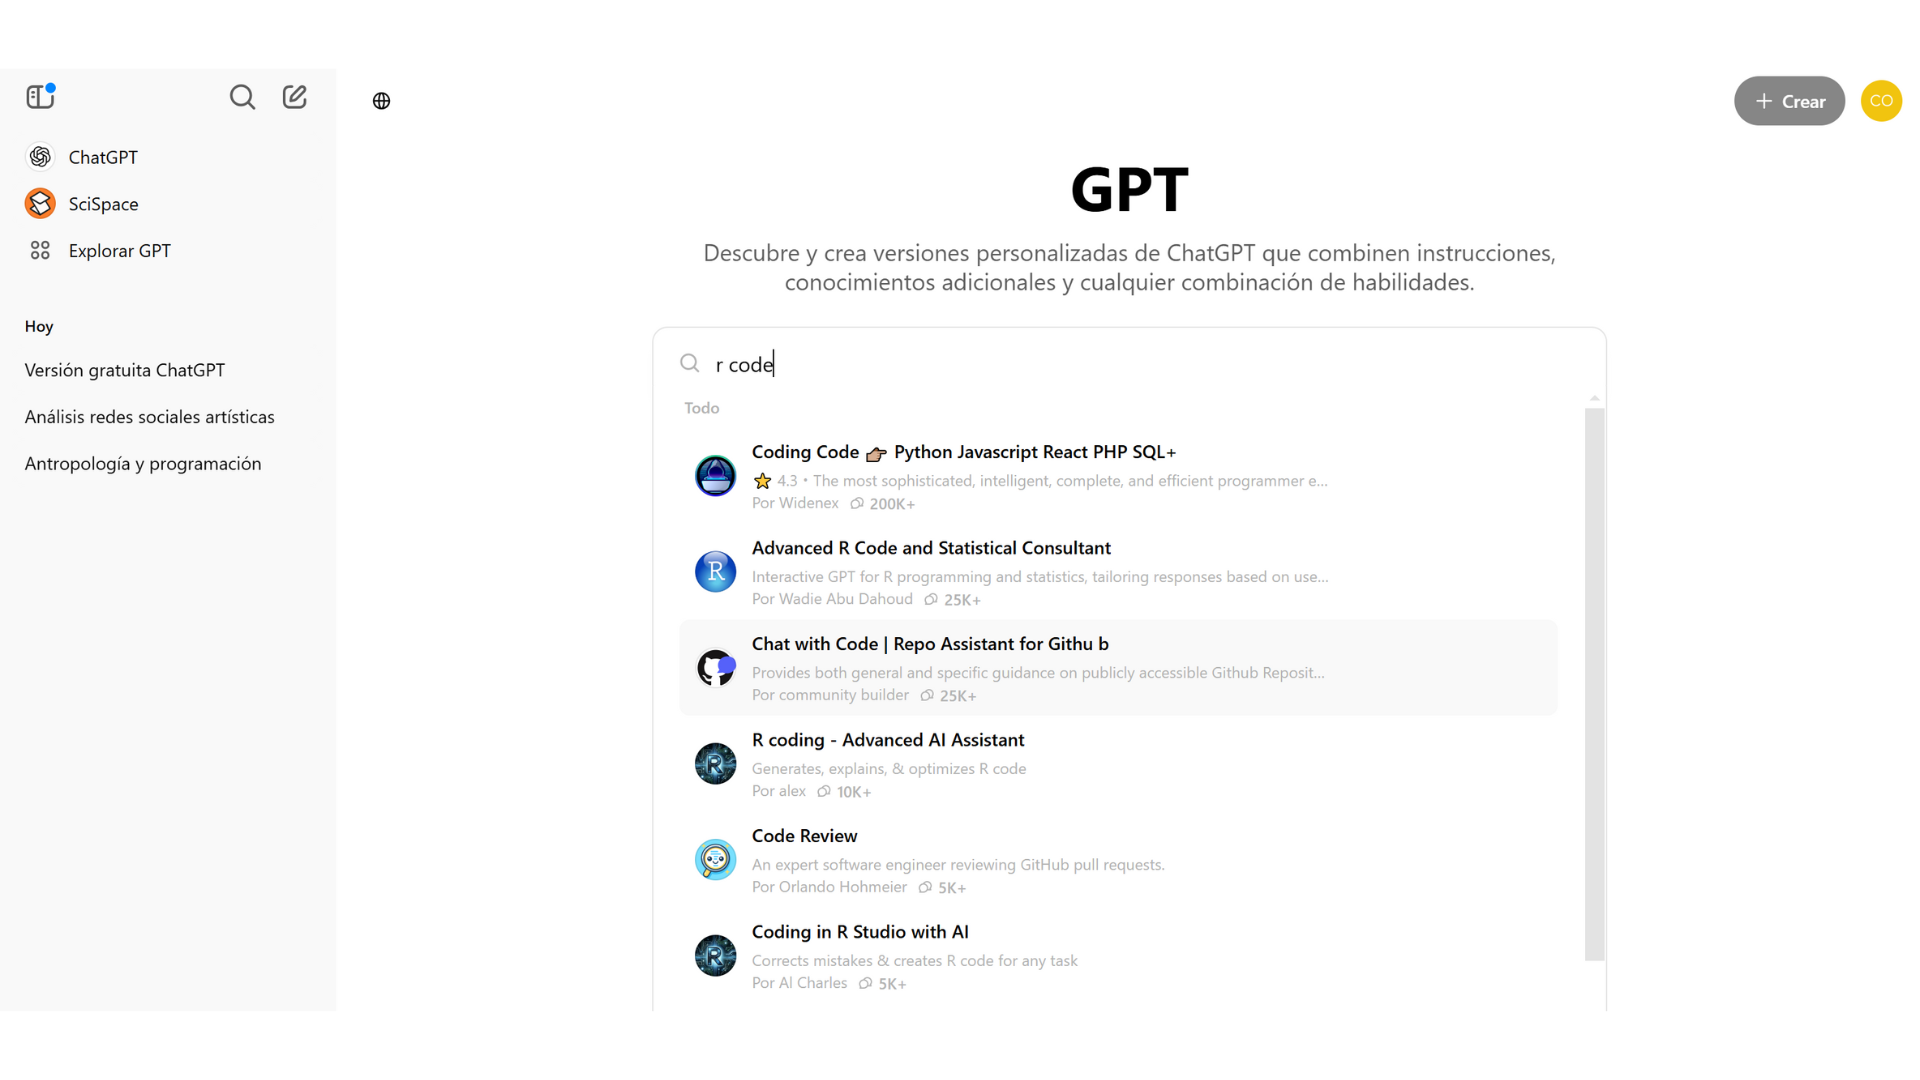 ChatGPT
SciSpace
Explorar GPT
Hoy
Versión gratuita ChatGPT
Análisis redes sociales artísticas
Antropología y programación
+ Crear
CO
GPT
Descubre y crea versiones personalizadas de ChatGPT que combinen instrucciones,
conocimientos adicionales y cualquier combinación de habilidades.
r code
Todo
Coding Code 👉🏽 Python Javascript React PHP SQL+
⭐ 4.3 • The most sophisticated, intelligent, complete, and efficient programmer e...
Por Widenex 200K+
R
Advanced R Code and Statistical Consultant
Interactive GPT for R programming and statistics, tailoring responses based on use...
Por Wadie Abu Dahoud 25K+
Chat with Code | Repo Assistant for Githu b
Provides both general and specific guidance on publicly accessible Github Reposit...
Por community builder 25K+
R
R coding - Advanced AI Assistant
Generates, explains, & optimizes R code
Por alex 10K+
Code Review
An expert software engineer reviewing GitHub pull requests.
Por Orlando Hohmeier 5K+
R
Coding in R Studio with AI
Corrects mistakes & creates R code for any task
Por AI Charles 5K+